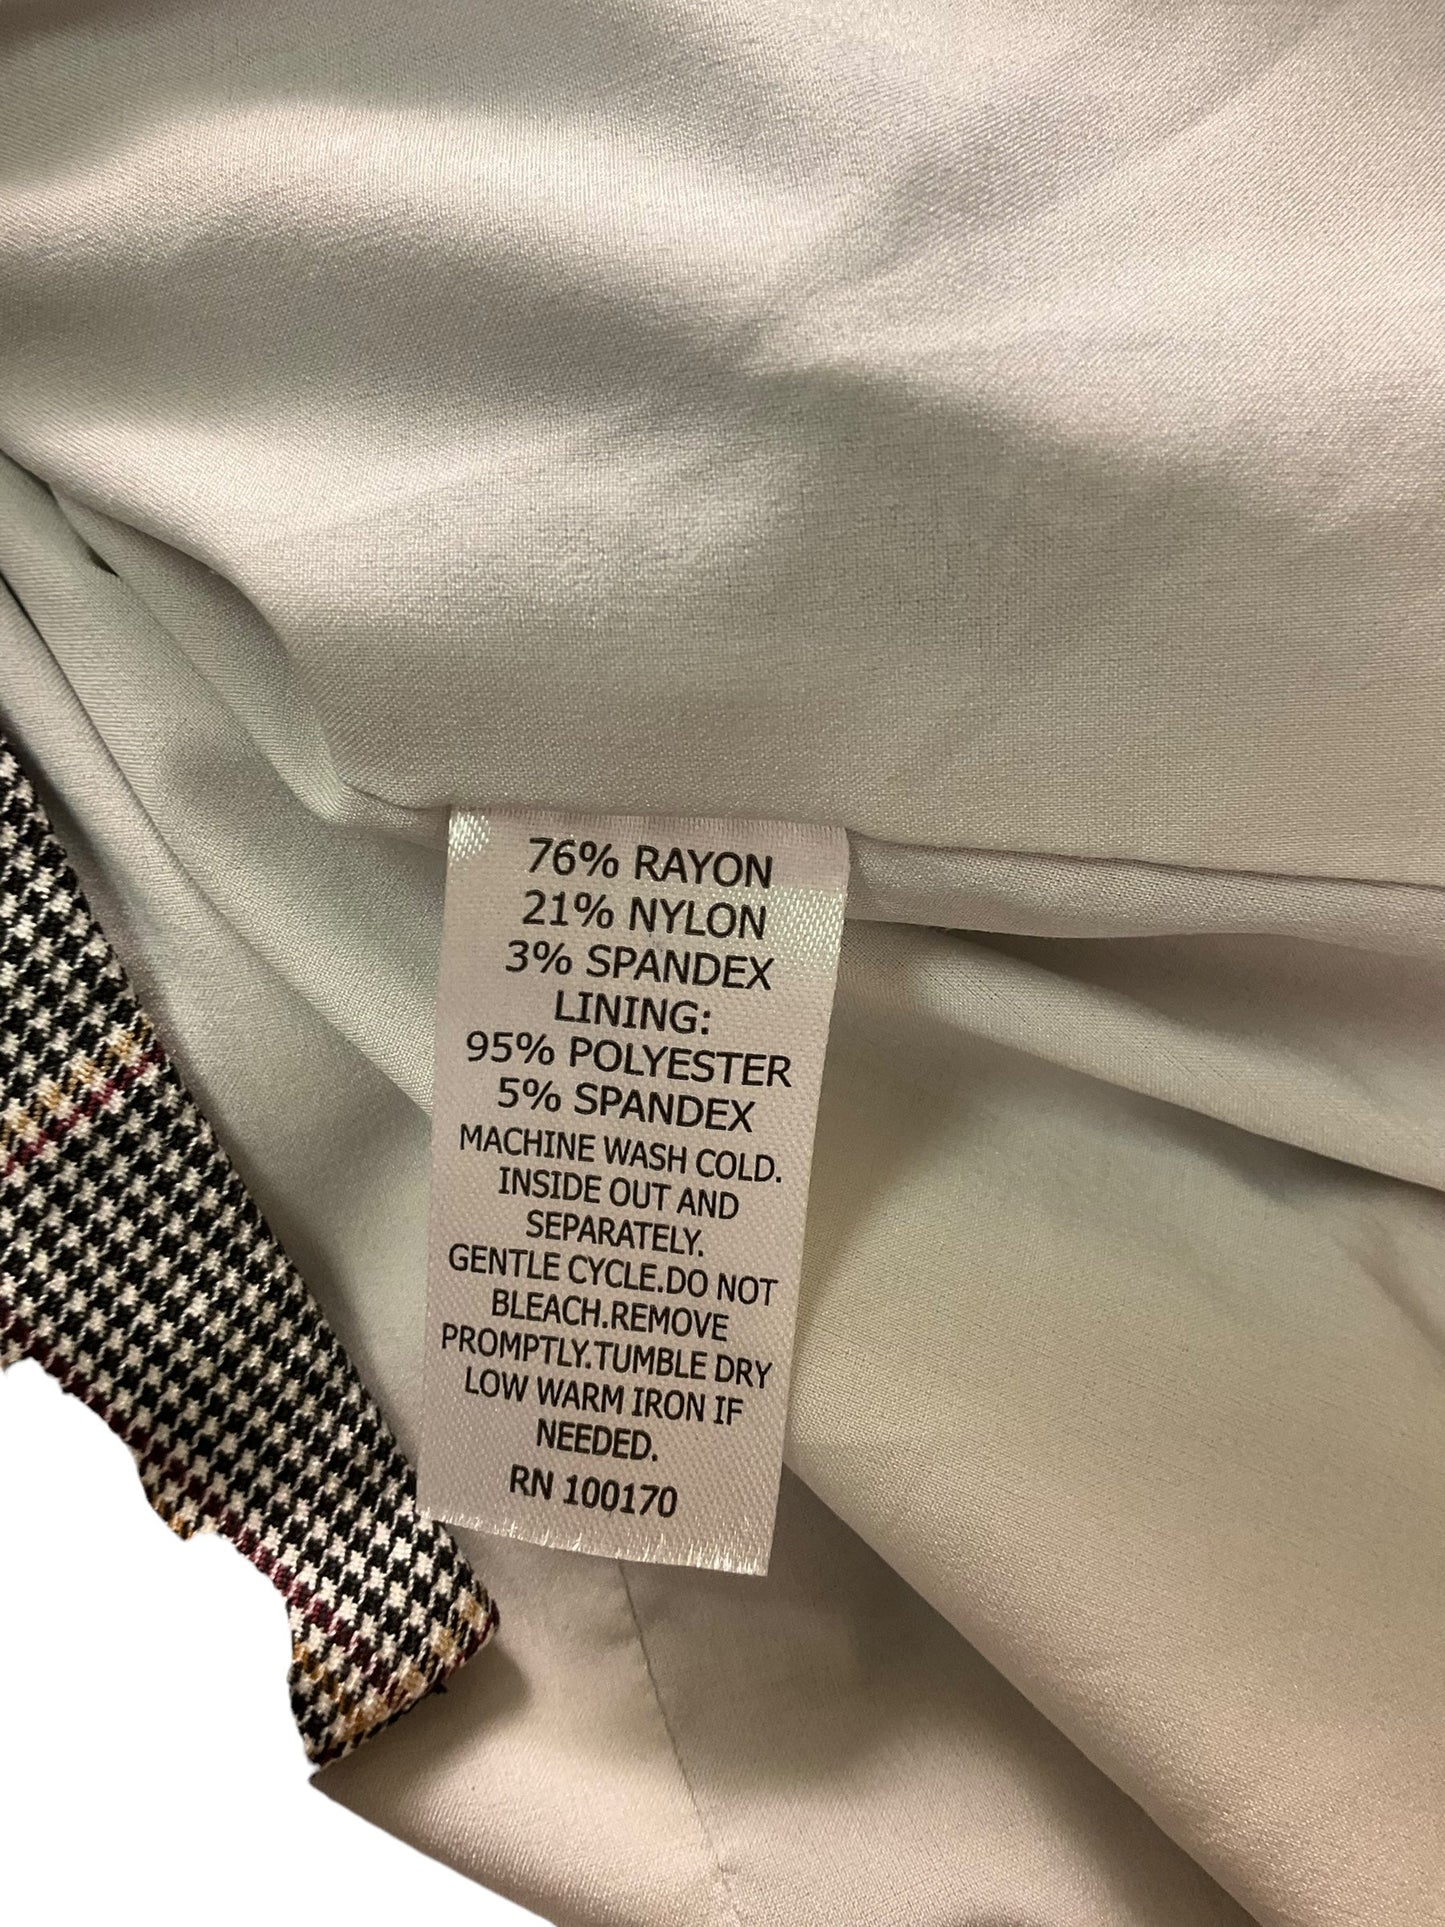 76% RAYON
21% NYLON
3% SPANDEX
LINING:
95% POLYESTER
5% SPANDEX
MACHINE WASH COLD.
INSIDE OUT AND
SEPARATELY.
GENTLE CYCLE.DO NOT
BLEACH.REMOVE
PROMPTLY.TUMBLE DRY
LOW WARM IRON IF
NEEDED.
RN 100170